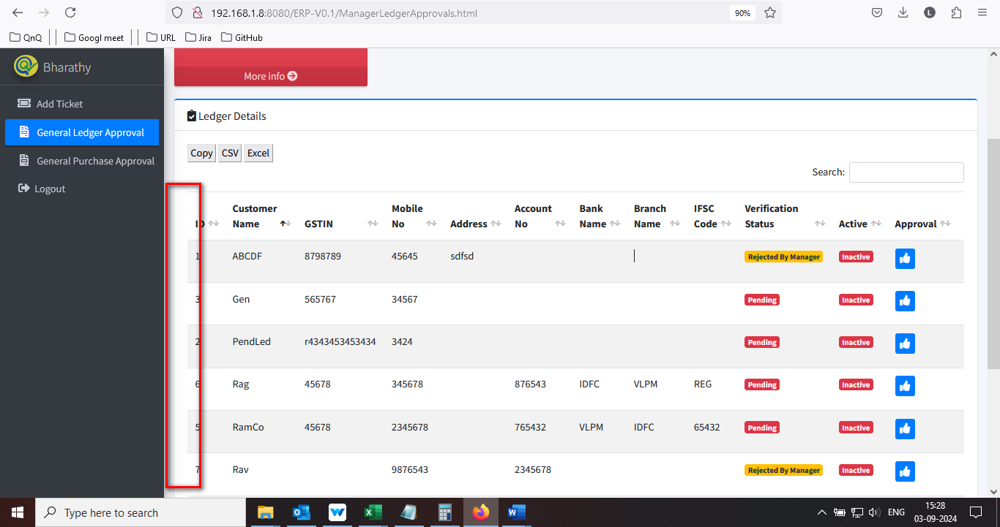 192.168.1.8:8080/ERP-V0.1/ManagerLedgerApprovals.html 90% L
QnQ Googl meet URL Jira GitHub
Bharathy
Add Ticket
General Ledger Approval
General Purchase Approval
Logout
More info
Ledger Details
Copy CSV Excel
Search:
ID Customer Name GSTIN Mobile No Address Account No Bank Name Branch Name IFSC Code Verification Status Active Approval
1 ABCDF 8798789 45645 sdfsd Rejected By Manager Inactive
3 Gen 565767 34567 Pending Inactive
2 PendLed r4343453453434 3424 Pending Inactive
6 Rag 45678 345678 876543 IDFC VLPM REG Pending Inactive
5 RamCo 45678 2345678 765432 VLPM IDFC 65432 Pending Inactive
7 Rav 9876543 2345678 Rejected By Manager Inactive
Type here to search
ENG
15:28
03-09-2024